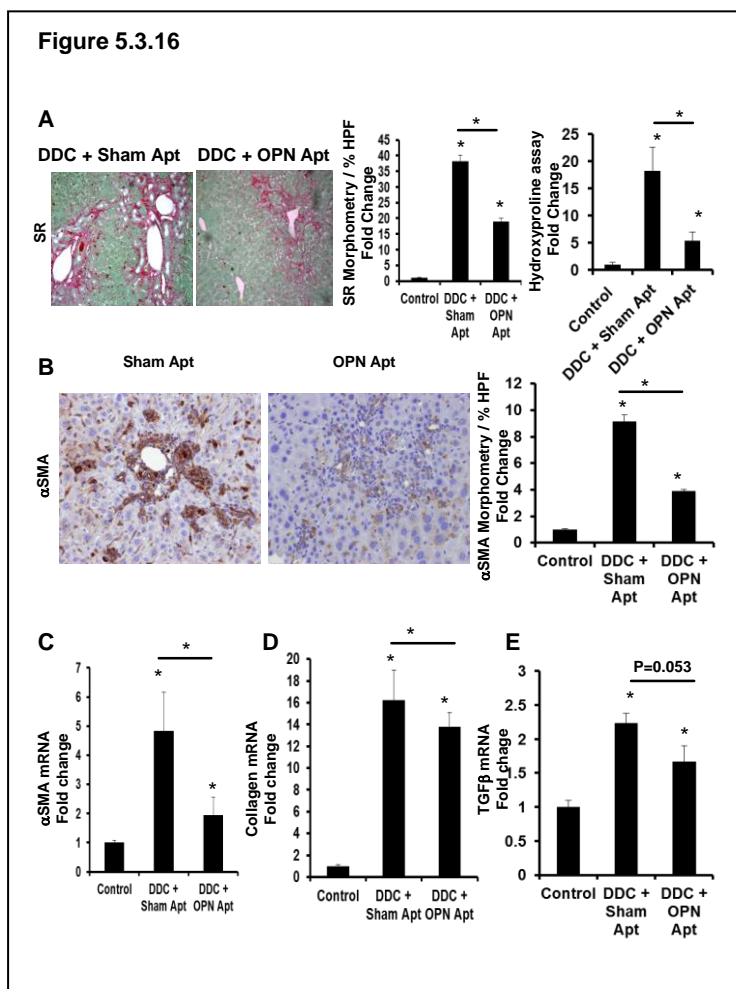 Figure 5.3.16
A
DDC + Sham Apt
DDC + OPN Apt
SR
SR Morphometry / % HPF
Fold Change
45
40
35
30
25
20
15
10
5
0
*
*
*
Control
DDC +
Sham
Apt
DDC +
OPN
Apt
Hydroxyproline assay
Fold Change
25
20
15
10
5
0
*
*
*
Control
DDC + Sham Apt
DDC + OPN Apt
B
Sham Apt
OPN Apt
αSMA
αSMA Morphometry / % HPF
Fold Change
12
10
8
6
4
2
0
*
*
*
Control
DDC +
Sham
Apt
DDC +
OPN
Apt
C
αSMA mRNA
Fold change
7
6
5
4
3
2
1
0
*
*
*
Control
DDC +
Sham Apt
DDC +
OPN Apt
D
Collagen mRNA
Fold change
20
18
16
14
12
10
8
6
4
2
0
*
*
*
Control
DDC +
Sham Apt
DDC +
OPN Apt
E
TGFβ mRNA
Fold chage
3
2.5
2
1.5
1
0.5
0
P=0.053
*
*
Control
DDC +
Sham
Apt
DDC +
OPN
Apt